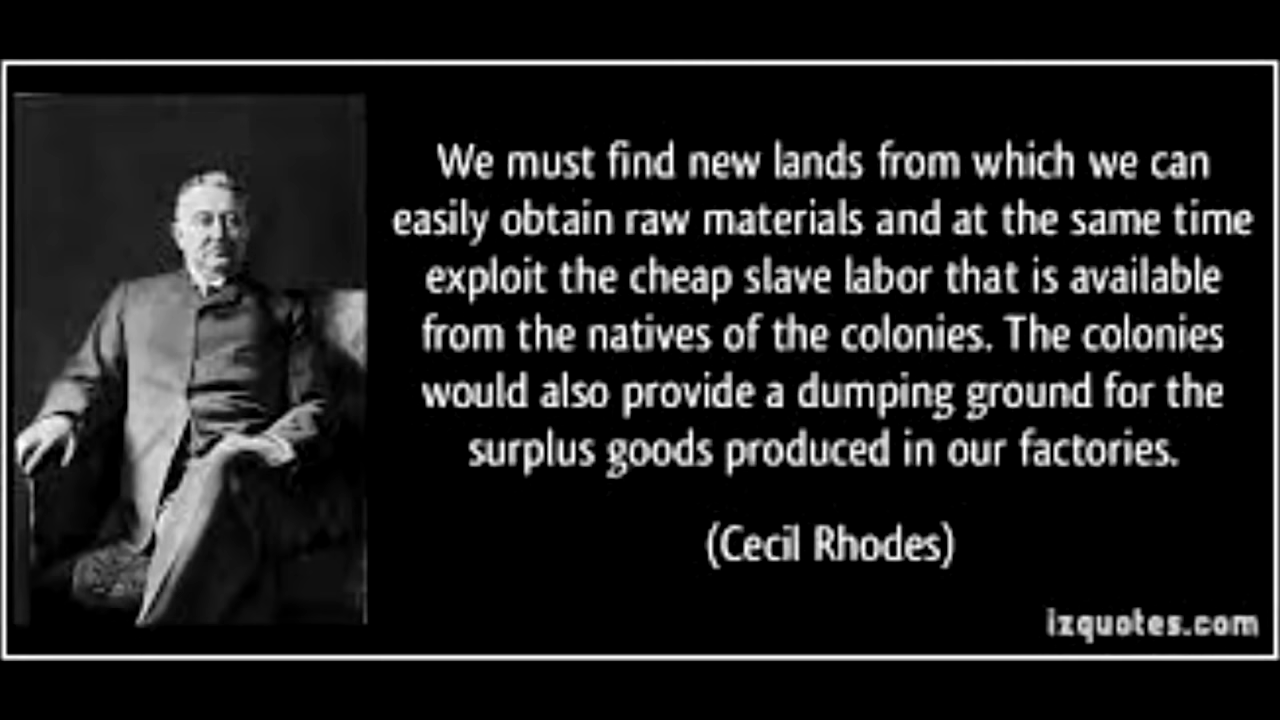 We must find new lands from which we can
easily obtain raw materials and at the same time
exploit the cheap slave labor that is available
from the natives of the colonies. The colonies
would also provide a dumping ground for the
surplus goods produced in our factories.
(Cecil Rhodes)
izquotes.com